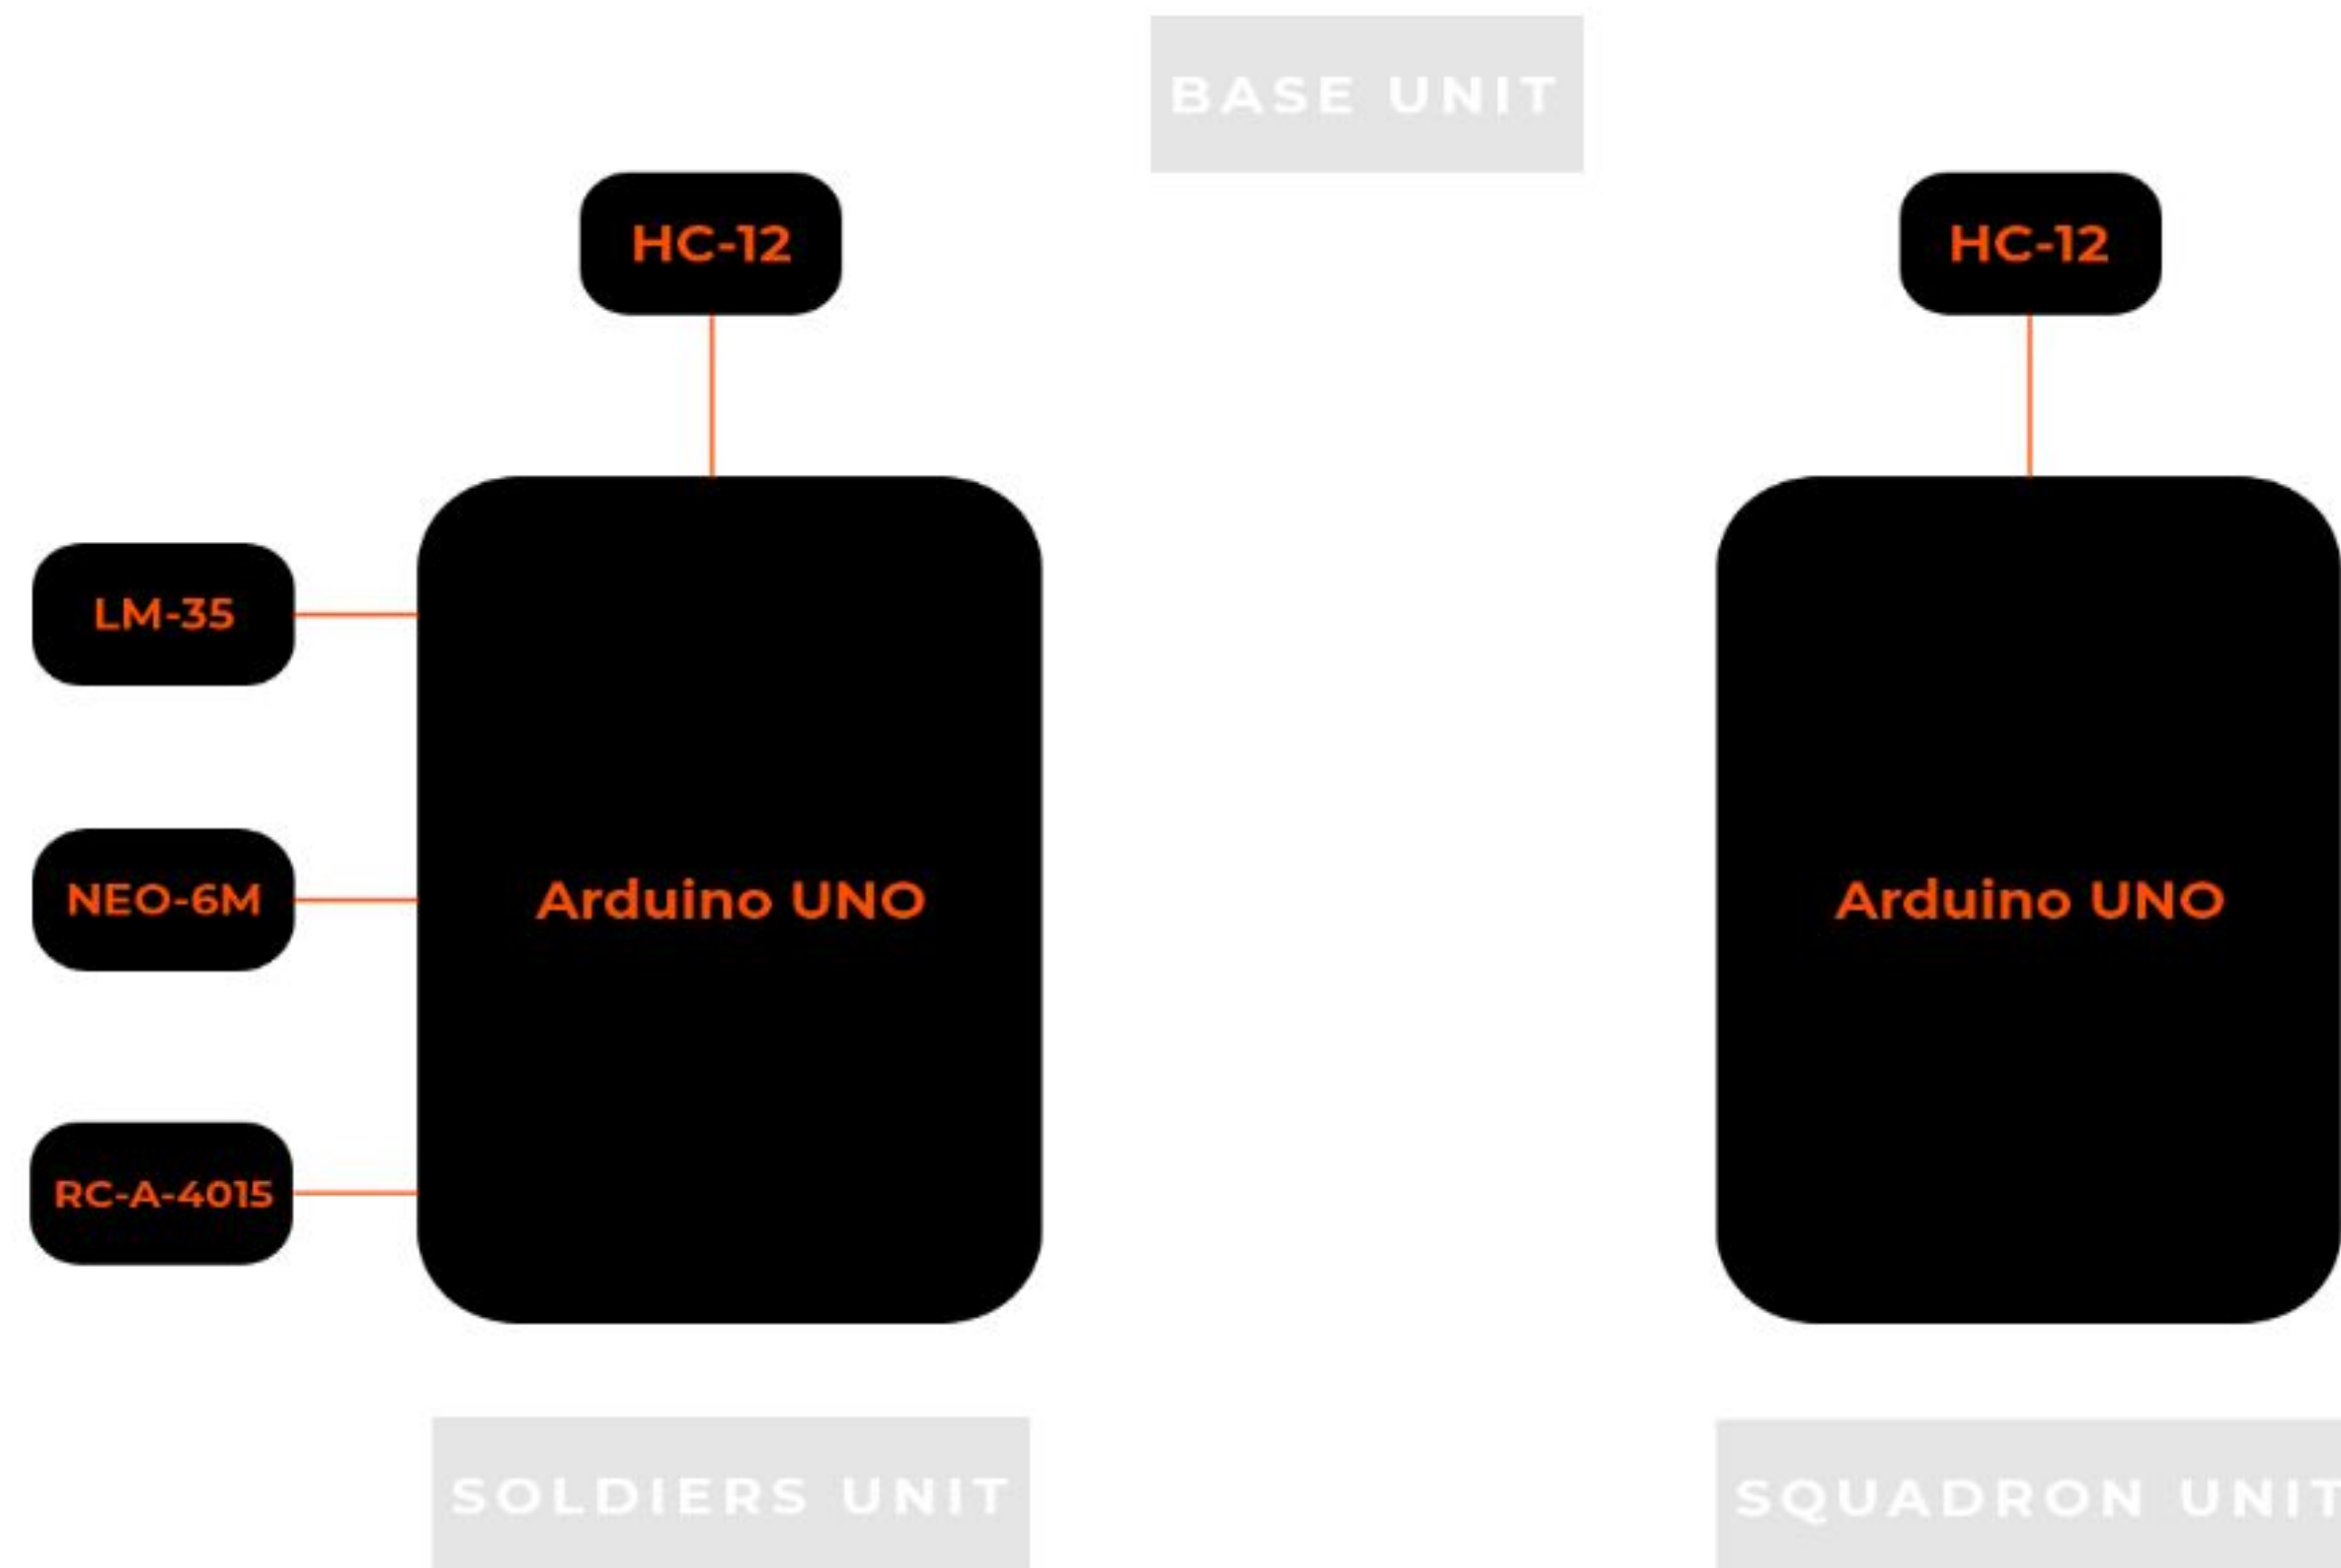 BASE UNIT
HC-12
HC-12
LM-35
NEO-6M
Arduino UNO
Arduino UNO
RC-A-4015
SOLDIERS UNIT
SQUADRON UNIT